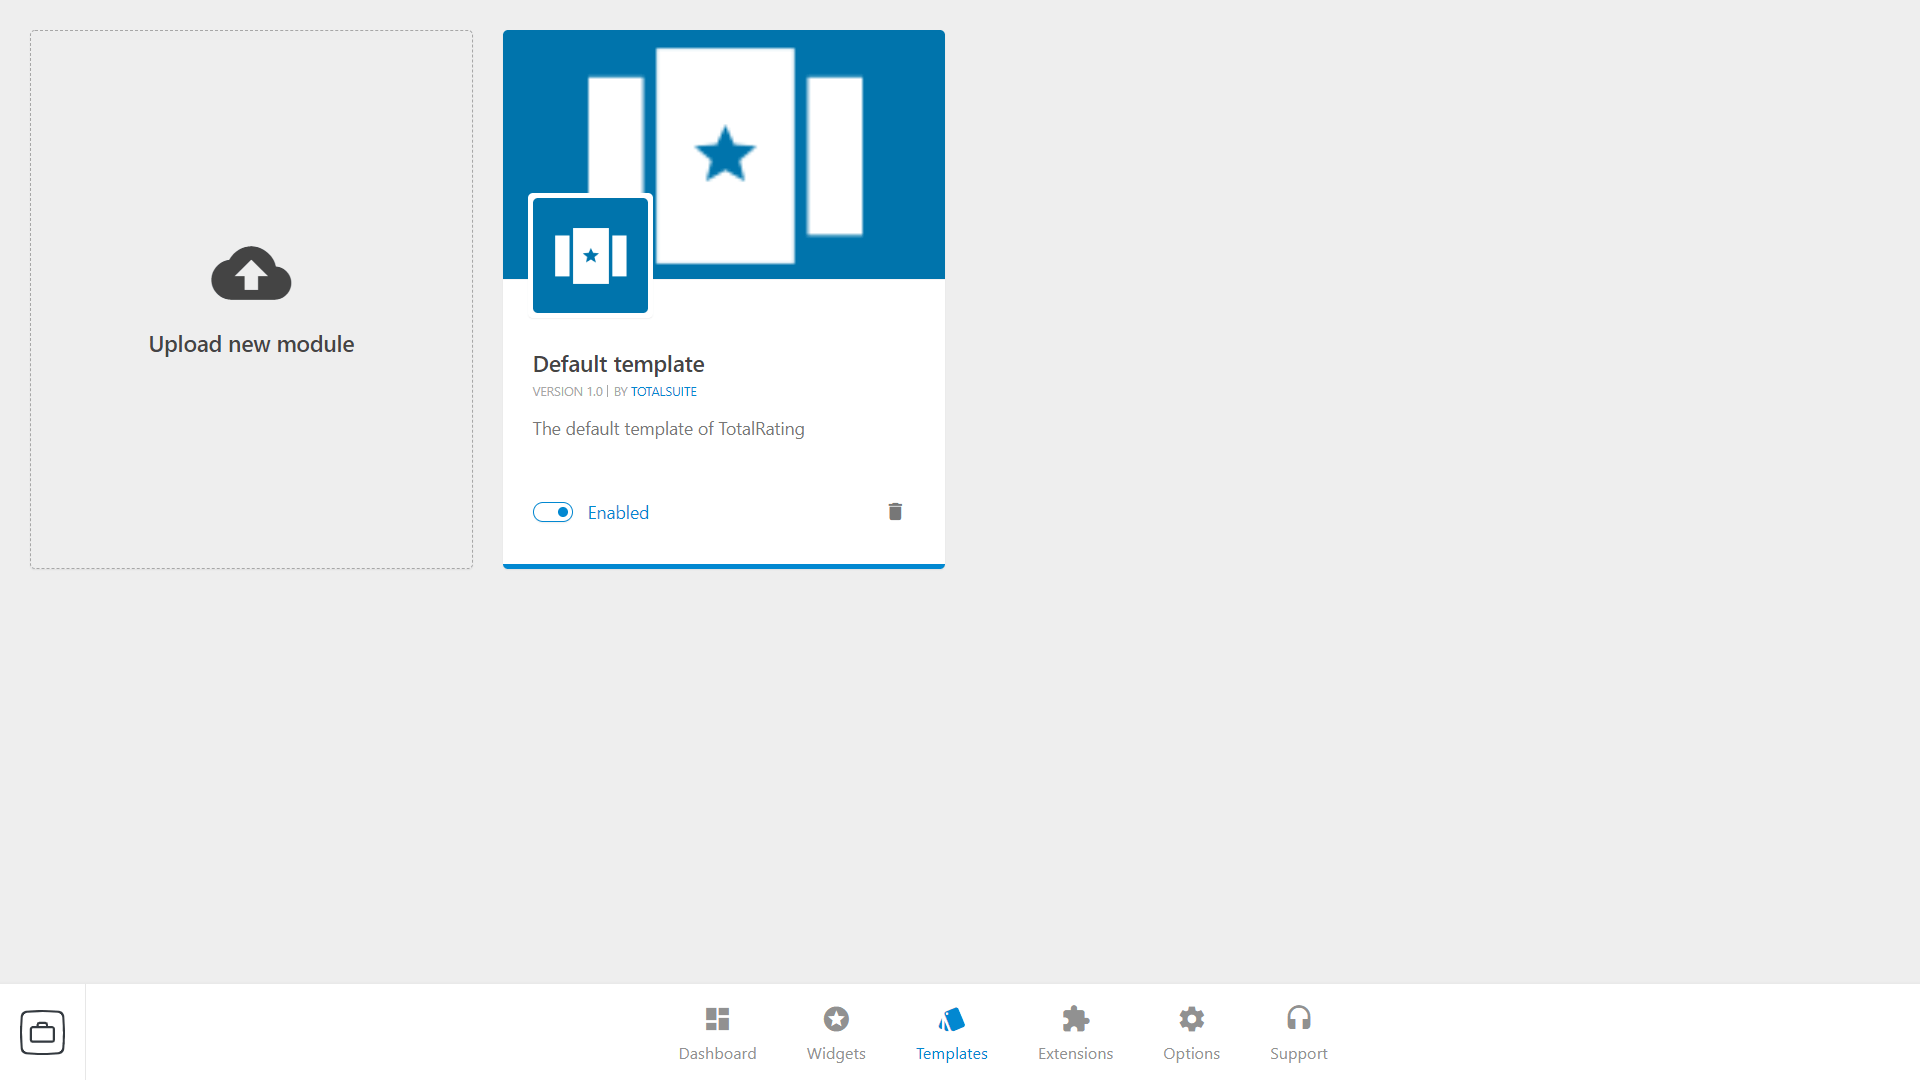 Upload new module
Default template
VERSION 1.0 | BY TOTALSUITE
The default template of TotalRating
Enabled
Dashboard
Widgets
Templates
Extensions
Options
Support